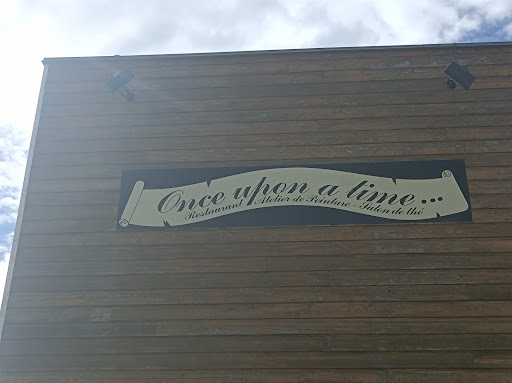 Once upon a time...
Restaurant - Atelier de Peinture - Salon de thé